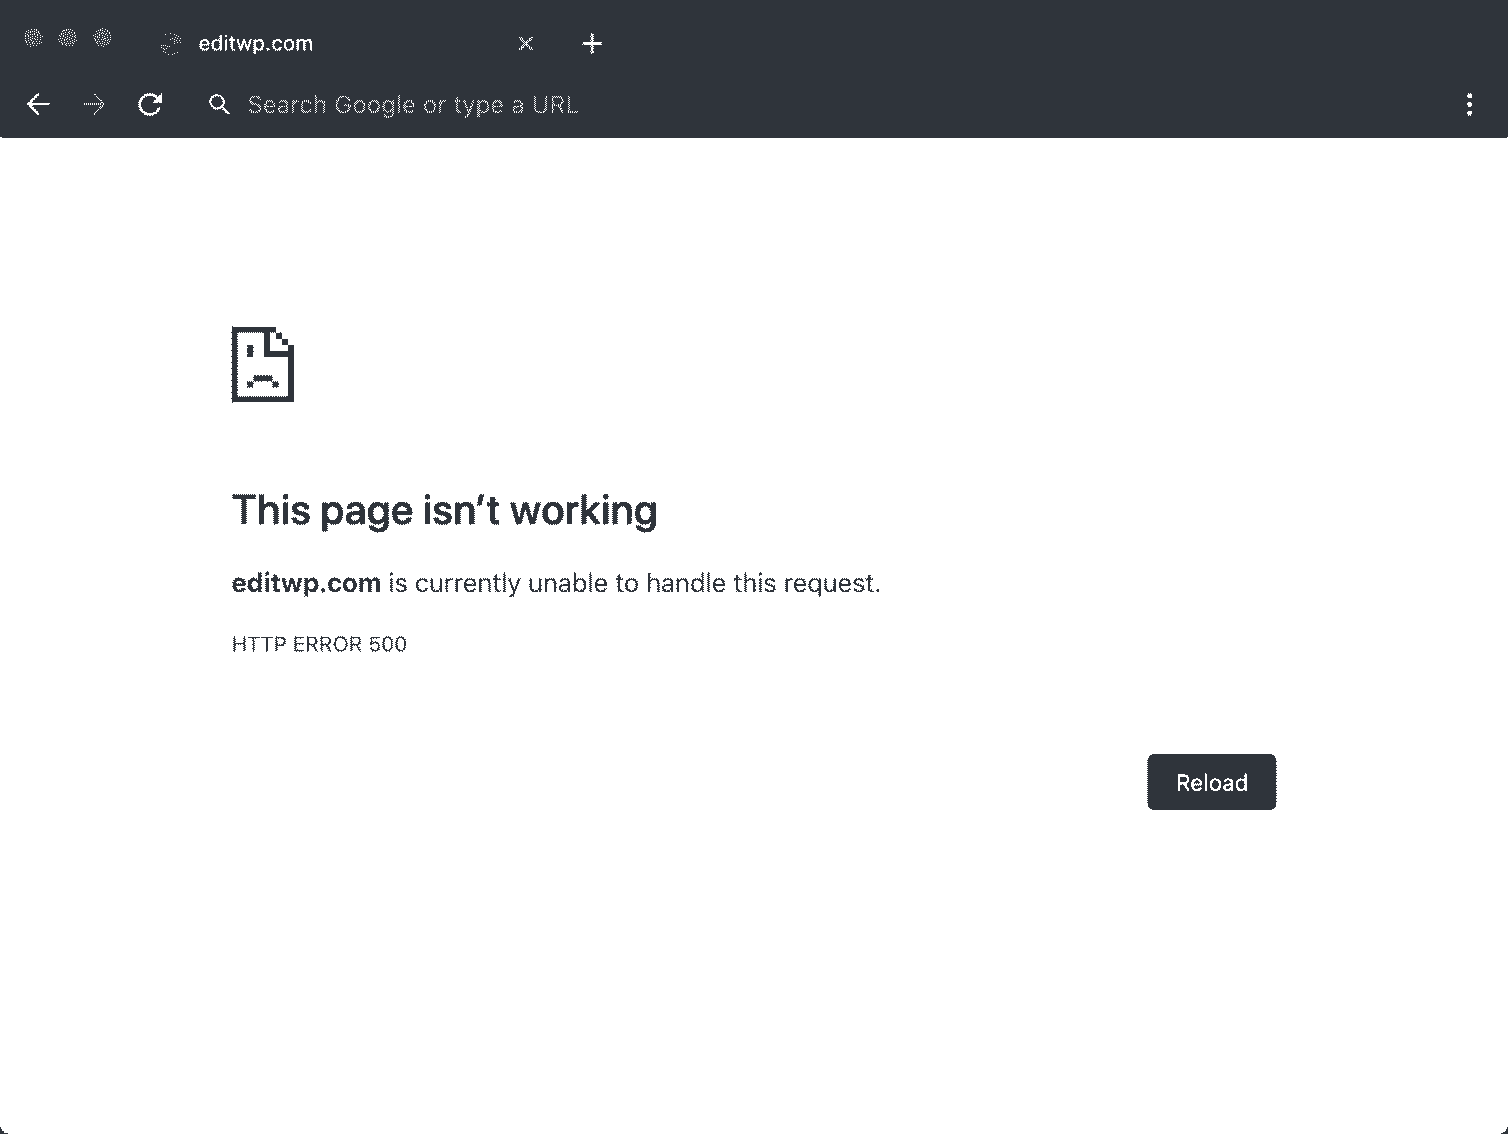 editwp.com
Search Google or type a URL
This page isn’t working
editwp.com is currently unable to handle this request.
HTTP ERROR 500
Reload